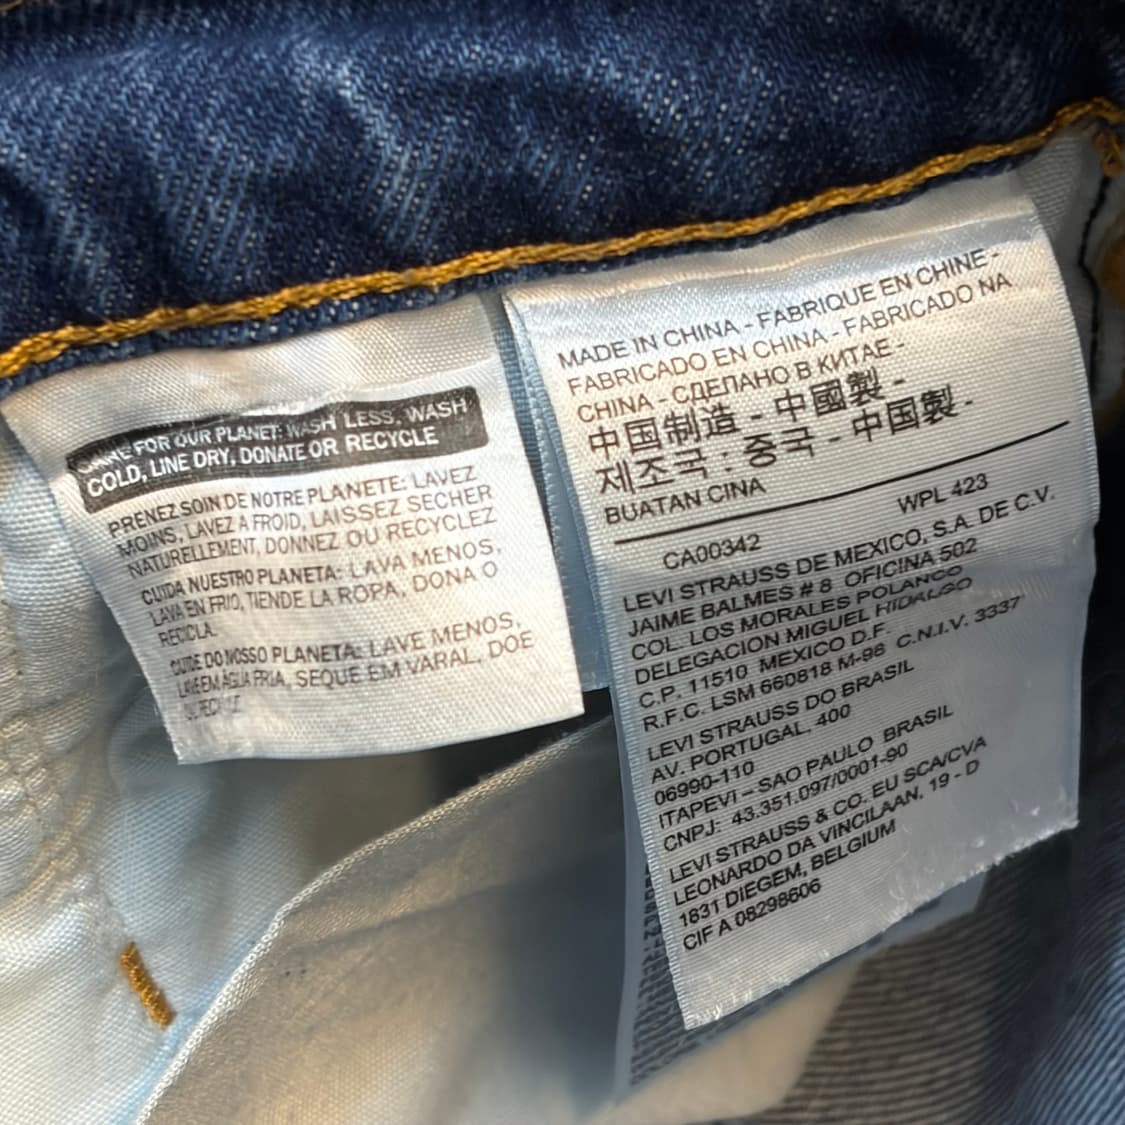 CARE FOR OUR PLANET: WASH LESS, WASH
COLD, LINE DRY, DONATE OR RECYCLE
PRENEZ SOIN DE NOTRE PLANETE: LAVEZ
MOINS, LAVEZ A FROID, LAISSEZ SECHER
NATURELLEMENT, DONNEZ OU RECYCLEZ
CUIDA NUESTRO PLANETA: LAVA MENOS,
LAVA EN FRIO, TIENDE LA ROPA, DONA O
RECICLA.
CUIDE DO NOSSO PLANETA: LAVE MENOS,
LAVE EM ÁGUA FRIA, SEQUE EM VARAL, DOE
MADE IN CHINA - FABRIQUE EN CHINE -
FABRICADO EN CHINA - FABRICADO NA
CHINA - СДЕЛАНО В КИТАЕ -
中国制造 - 中國製 -
제조국 : 중국 - 中国製 -
BUATAN CINA
WPL 423
CA00342
LEVI STRAUSS DE MEXICO, S.A. DE C.V.
JAIME BALMES # 8 OFICINA 502
COL. LOS MORALES POLANCO
DELEGACION MIGUEL HIDALGO
C.P. 11510 MEXICO D.F. C.N.I.V. 3337
R.F.C. LSM 660818 M-96
LEVI STRAUSS DO BRASIL
AV. PORTUGAL, 400
06990-110
ITAPEVI – SAO PAULO BRASIL
CNPJ: 43.351.097/0001-90
LEVI STRAUSS & CO. EU SCA/CVA
LEONARDO DA VINCILAAN, 19 - D
1831 DIEGEM, BELGIUM
CIF A 08298606